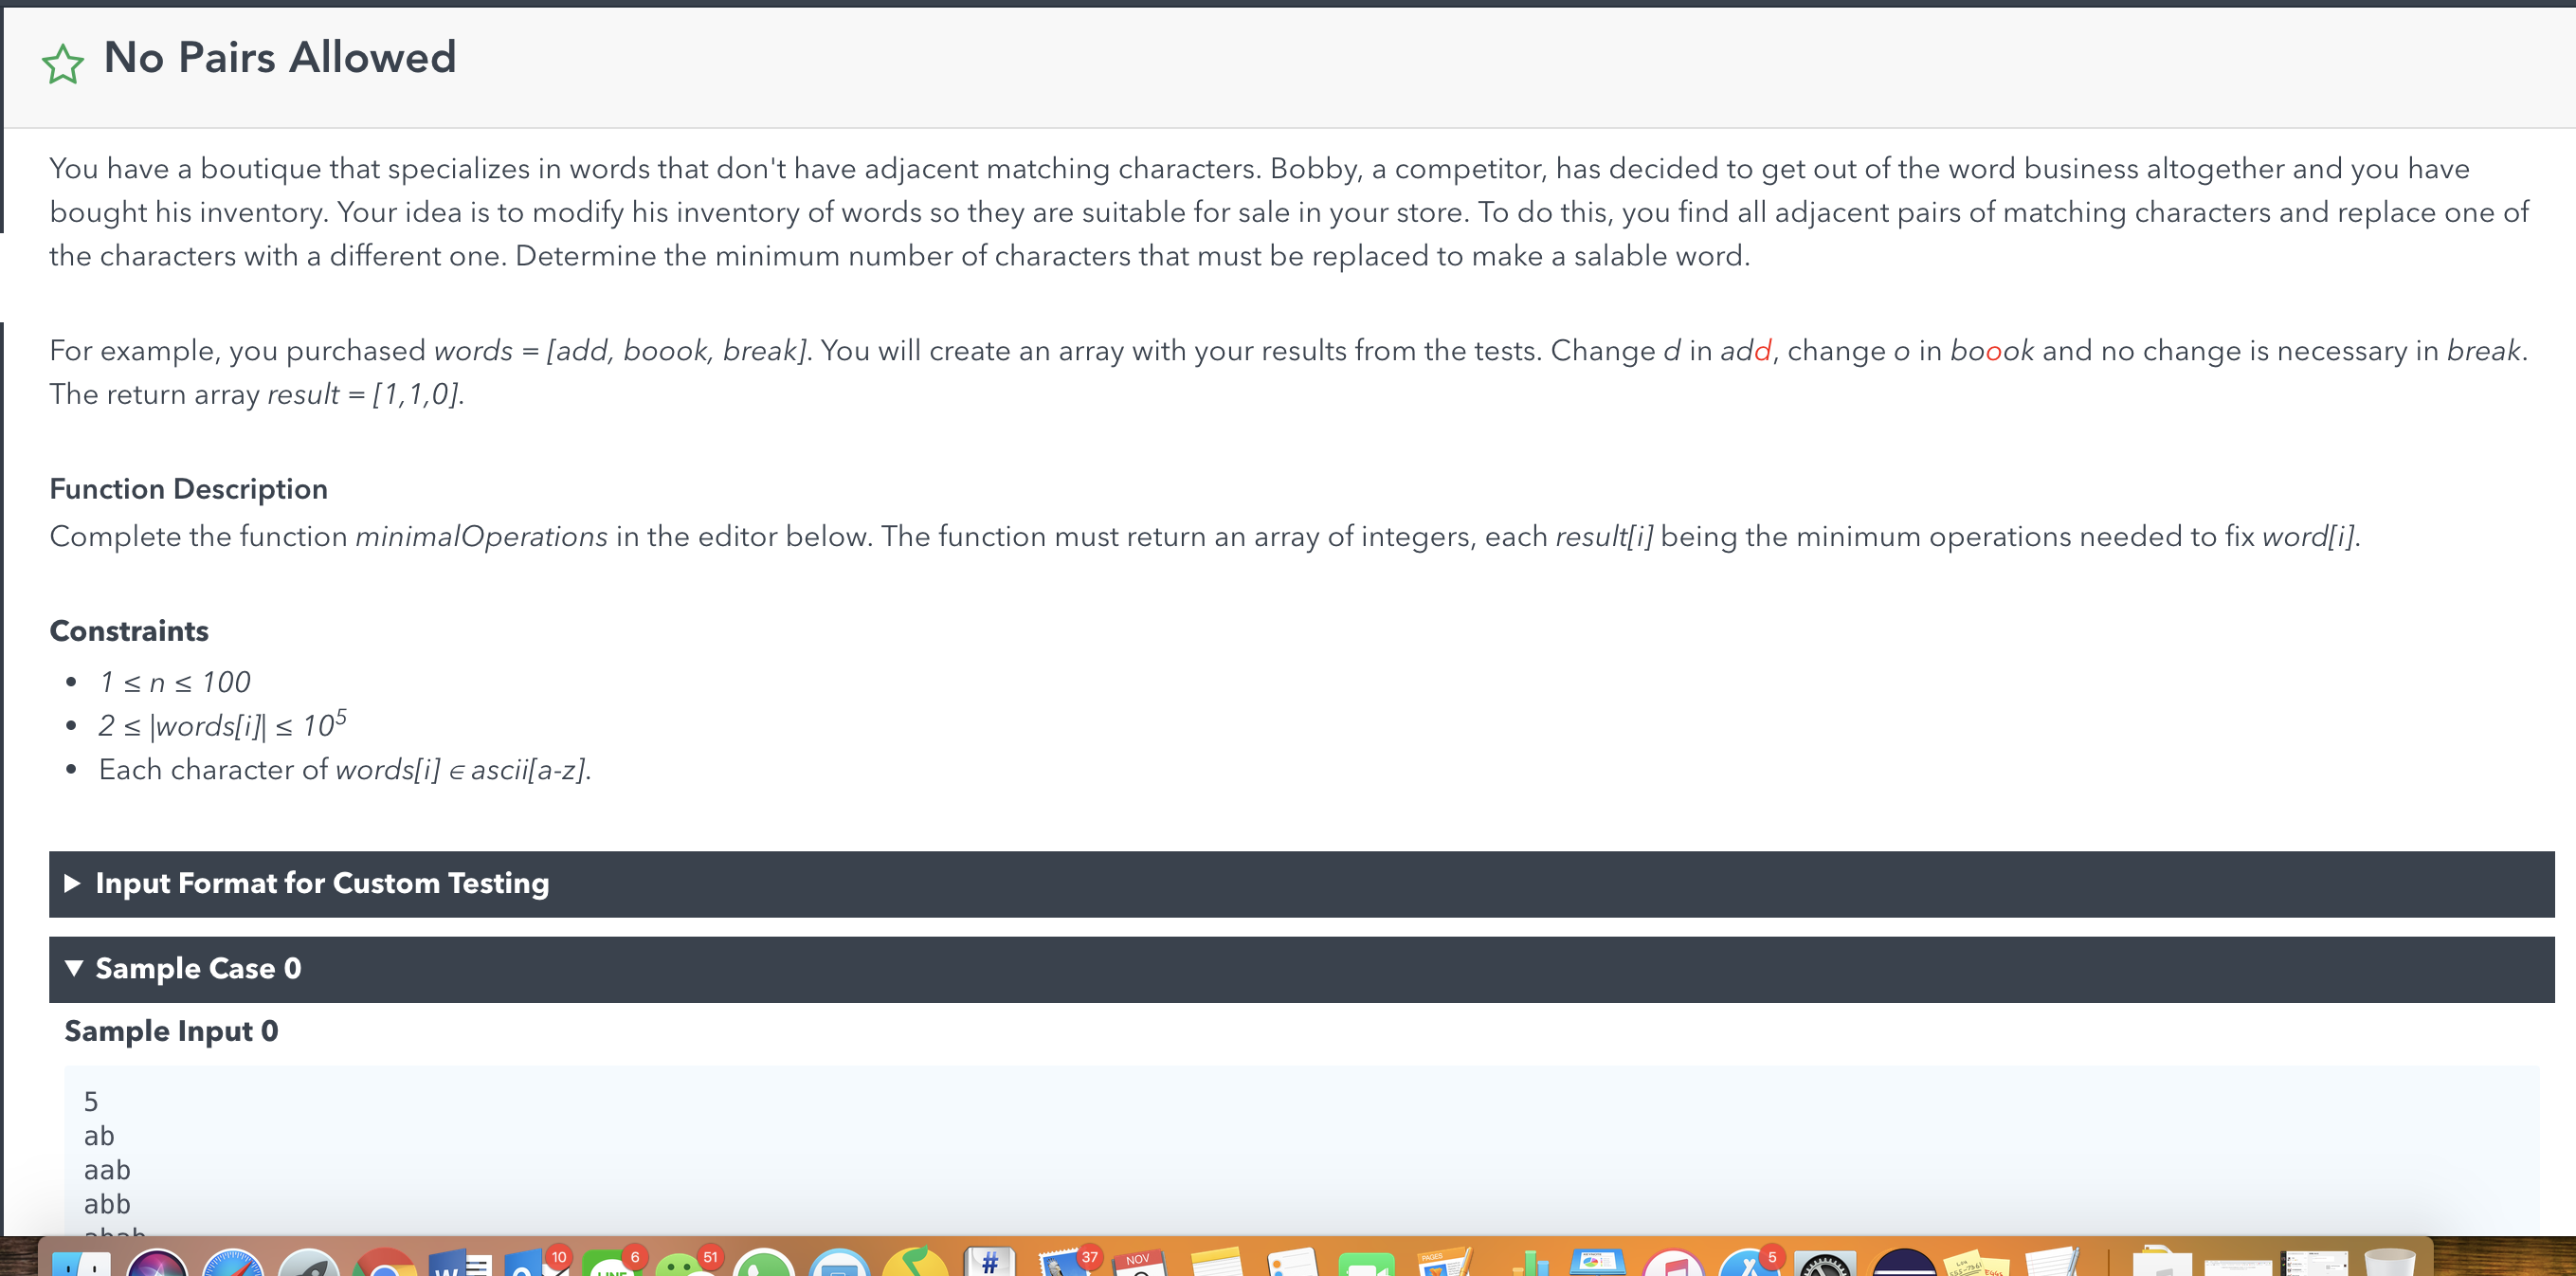 No Pairs Allowed
You have a boutique that specializes in words that don't have adjacent matching characters. Bobby, a competitor, has decided to get out of the word business altogether and you have
bought his inventory. Your idea is to modify his inventory of words so they are suitable for sale in your store. To do this, you find all adjacent pairs of matching characters and replace one of
the characters with a different one. Determine the minimum number of characters that must be replaced to make a salable word.
For example, you purchased words = [add, boook, break]. You will create an array with your results from the tests. Change d in add, change o in boook and no change is necessary in break.
The return array result = [1,1,0].
Function Description
Complete the function minimalOperations in the editor below. The function must return an array of integers, each result[i] being the minimum operations needed to fix word[i].
Constraints
• 1 ≤ n ≤ 100
• 2 ≤ |words[i]| ≤ 10⁵
• Each character of words[i] ∈ ascii[a-z].
Input Format for Custom Testing
Sample Case 0
Sample Input 0
5
ab
aab
abb
10 6 51 # 37 NOV PAGES 5